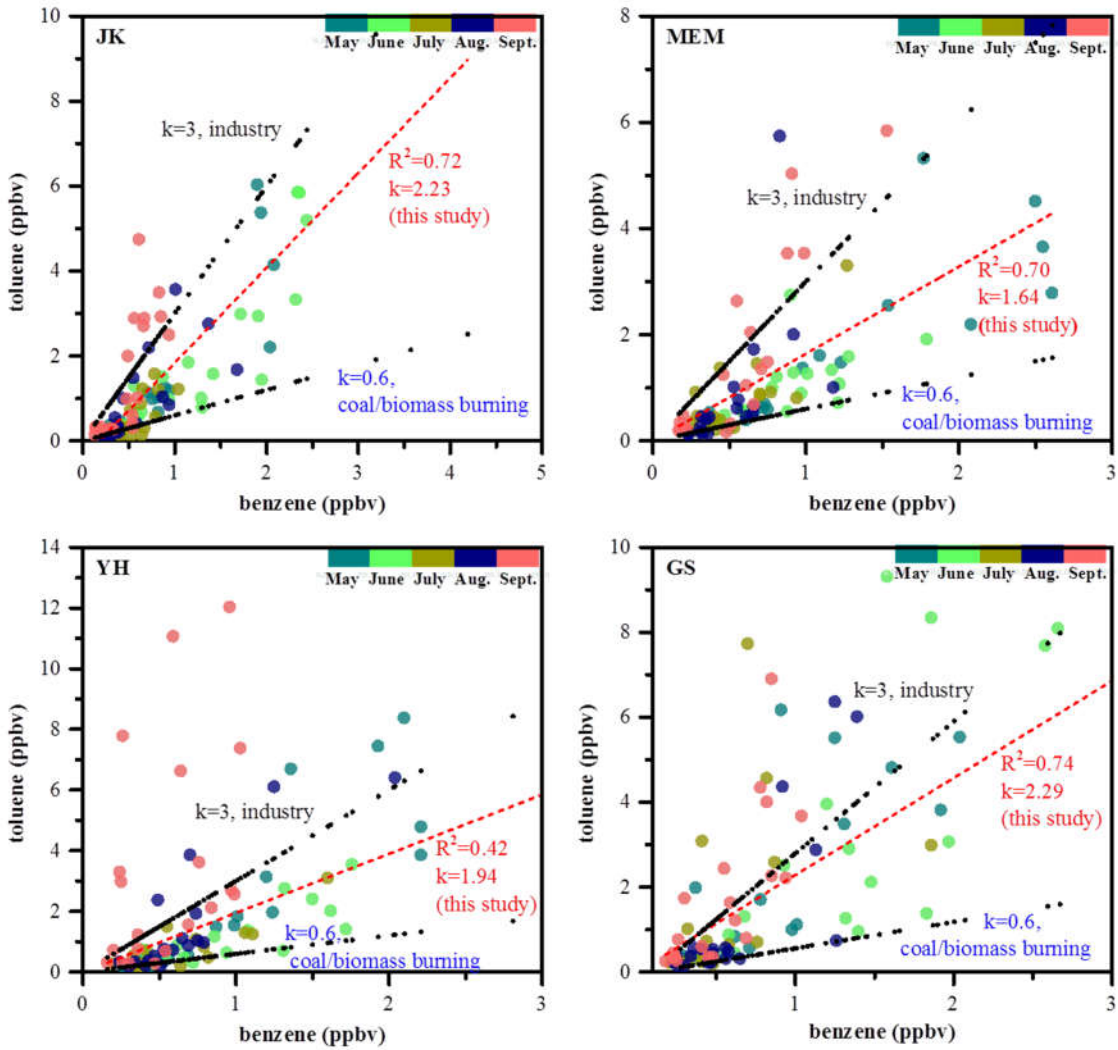 JK
May June July Aug. Sept.
10
8
6
4
2
0
toluene (ppbv)
k=3, industry
R²=0.72
k=2.23
(this study)
k=0.6,
coal/biomass burning
0 1 2 3 4 5
benzene (ppbv)
MEM
May June July Aug. Sept.
8
6
4
2
0
toluene (ppbv)
k=3, industry
R²=0.70
k=1.64
(this study)
k=0.6,
coal/biomass burning
0 1 2 3
benzene (ppbv)
YH
May June July Aug. Sept.
14
12
10
8
6
4
2
0
toluene (ppbv)
k=3, industry
R²=0.42
k=1.94
(this study)
k=0.6,
coal/biomass burning
0 1 2 3
benzene (ppbv)
GS
May June July Aug. Sept.
10
8
6
4
2
0
toluene (ppbv)
k=3, industry
R²=0.74
k=2.29
(this study)
k=0.6,
coal/biomass burning
0 1 2 3
benzene (ppbv)